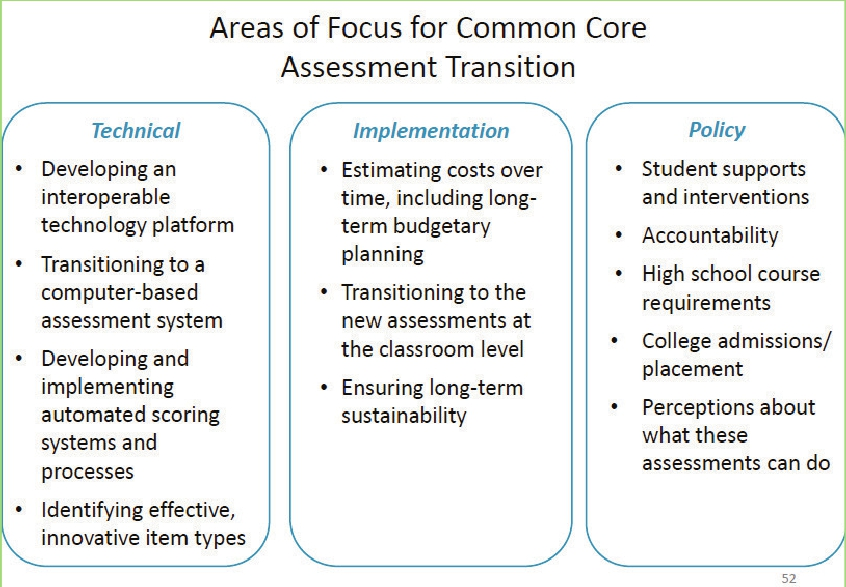 Areas of Focus for Common Core
Assessment Transition
Technical
• Developing an
interoperable
technology platform
• Transitioning to a
computer-based
assessment system
• Developing and
implementing
automated scoring
systems and
processes
• Identifying effective,
innovative item types
Implementation
• Estimating costs over
time, including long-
term budgetary
planning
• Transitioning to the
new assessments at
the classroom level
• Ensuring long-term
sustainability
Policy
• Student supports
and interventions
• Accountability
• High school course
requirements
• College admissions/
placement
• Perceptions about
what these
assessments can do
52